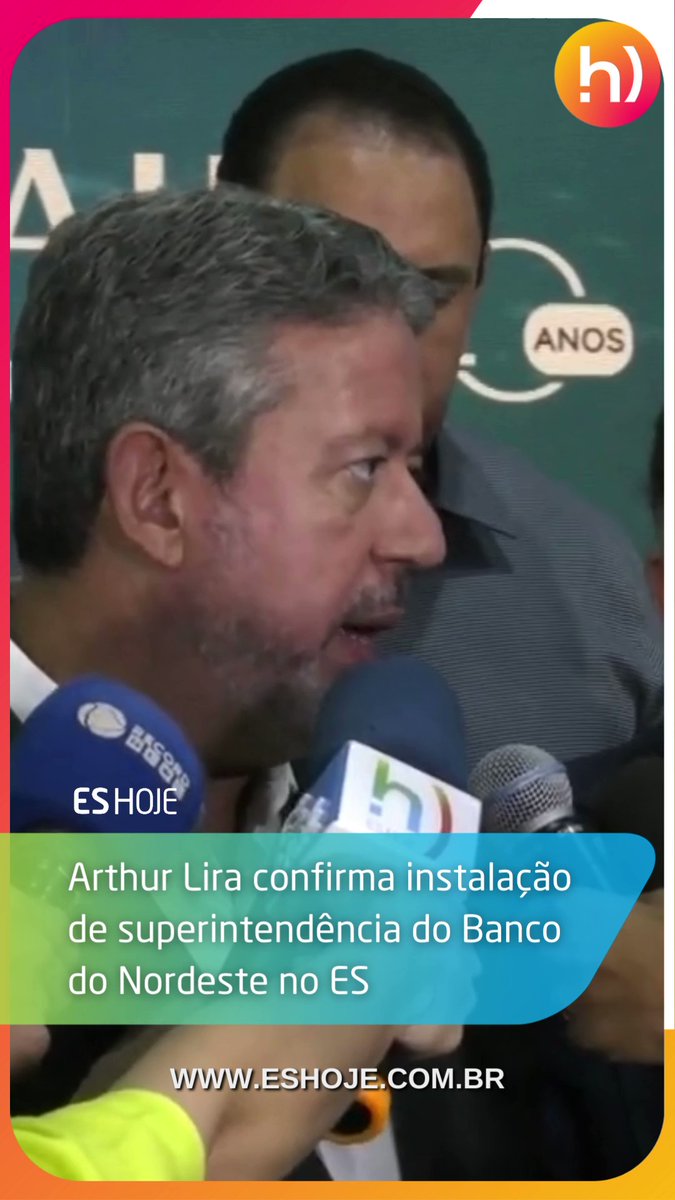 h)
ANOS
RECORD
h)
ES HOJE
Arthur Lira confirma instalação
de superintendência do Banco
do Nordeste no ES
WWW.ESHOJE.COM.BR